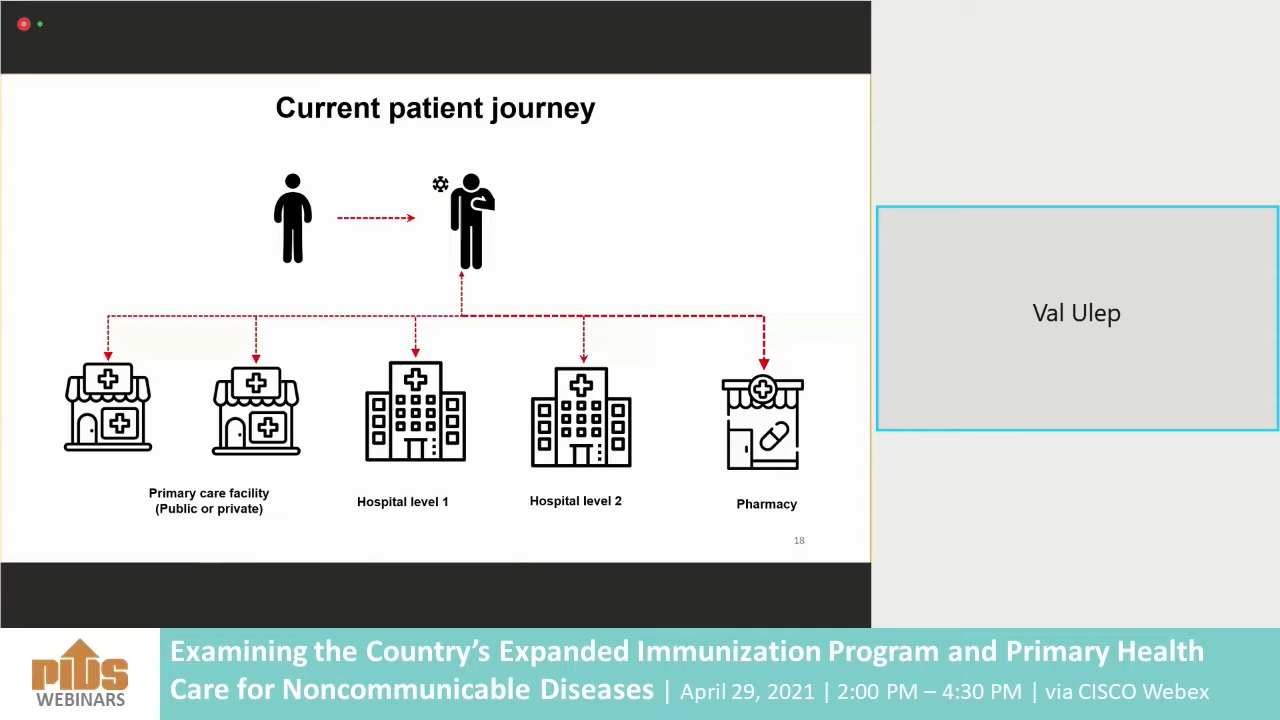 Current patient journey
Primary care facility
(Public or private)
Hospital level 1
Hospital level 2
Pharmacy
18
Val Ulep
PIDS
WEBINARS
Examining the Country’s Expanded Immunization Program and Primary Health
Care for Noncommunicable Diseases | April 29, 2021 | 2:00 PM – 4:30 PM | via CISCO Webex